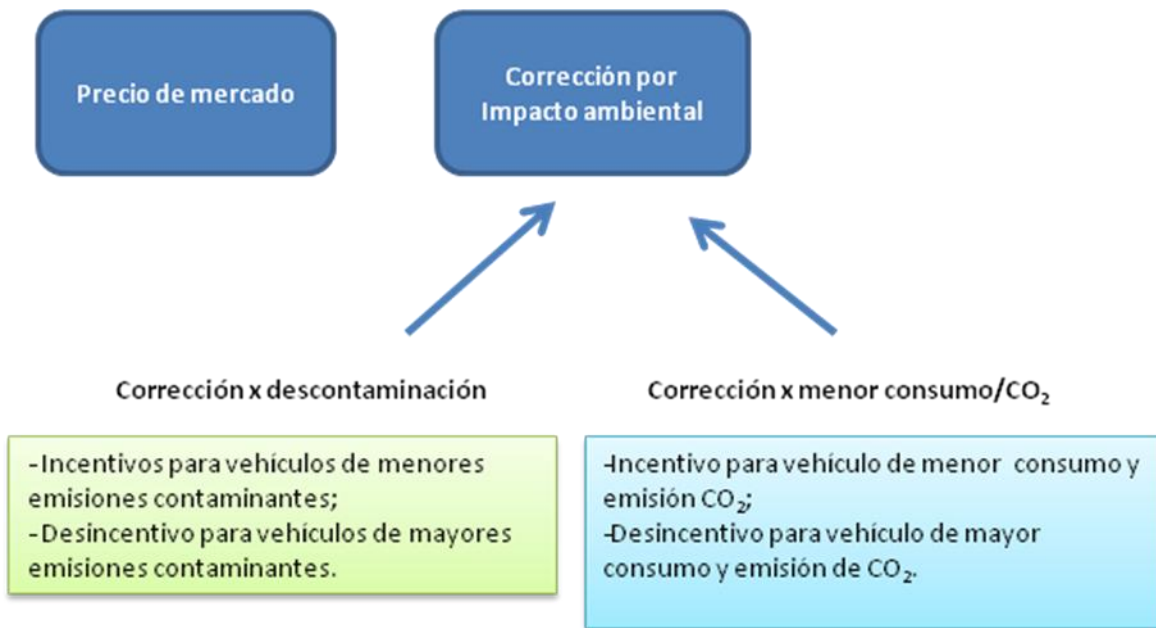 Precio de mercado
Corrección por
Impacto ambiental
Corrección x descontaminación
Corrección x menor consumo/CO₂
-Incentivos para vehículos de menores
emisiones contaminantes;
-Desincentivo para vehículos de mayores
emisiones contaminantes.
-Incentivo para vehículo de menor consumo y
emisión CO₂;
-Desincentivo para vehículo de mayor
consumo y emisión de CO₂.